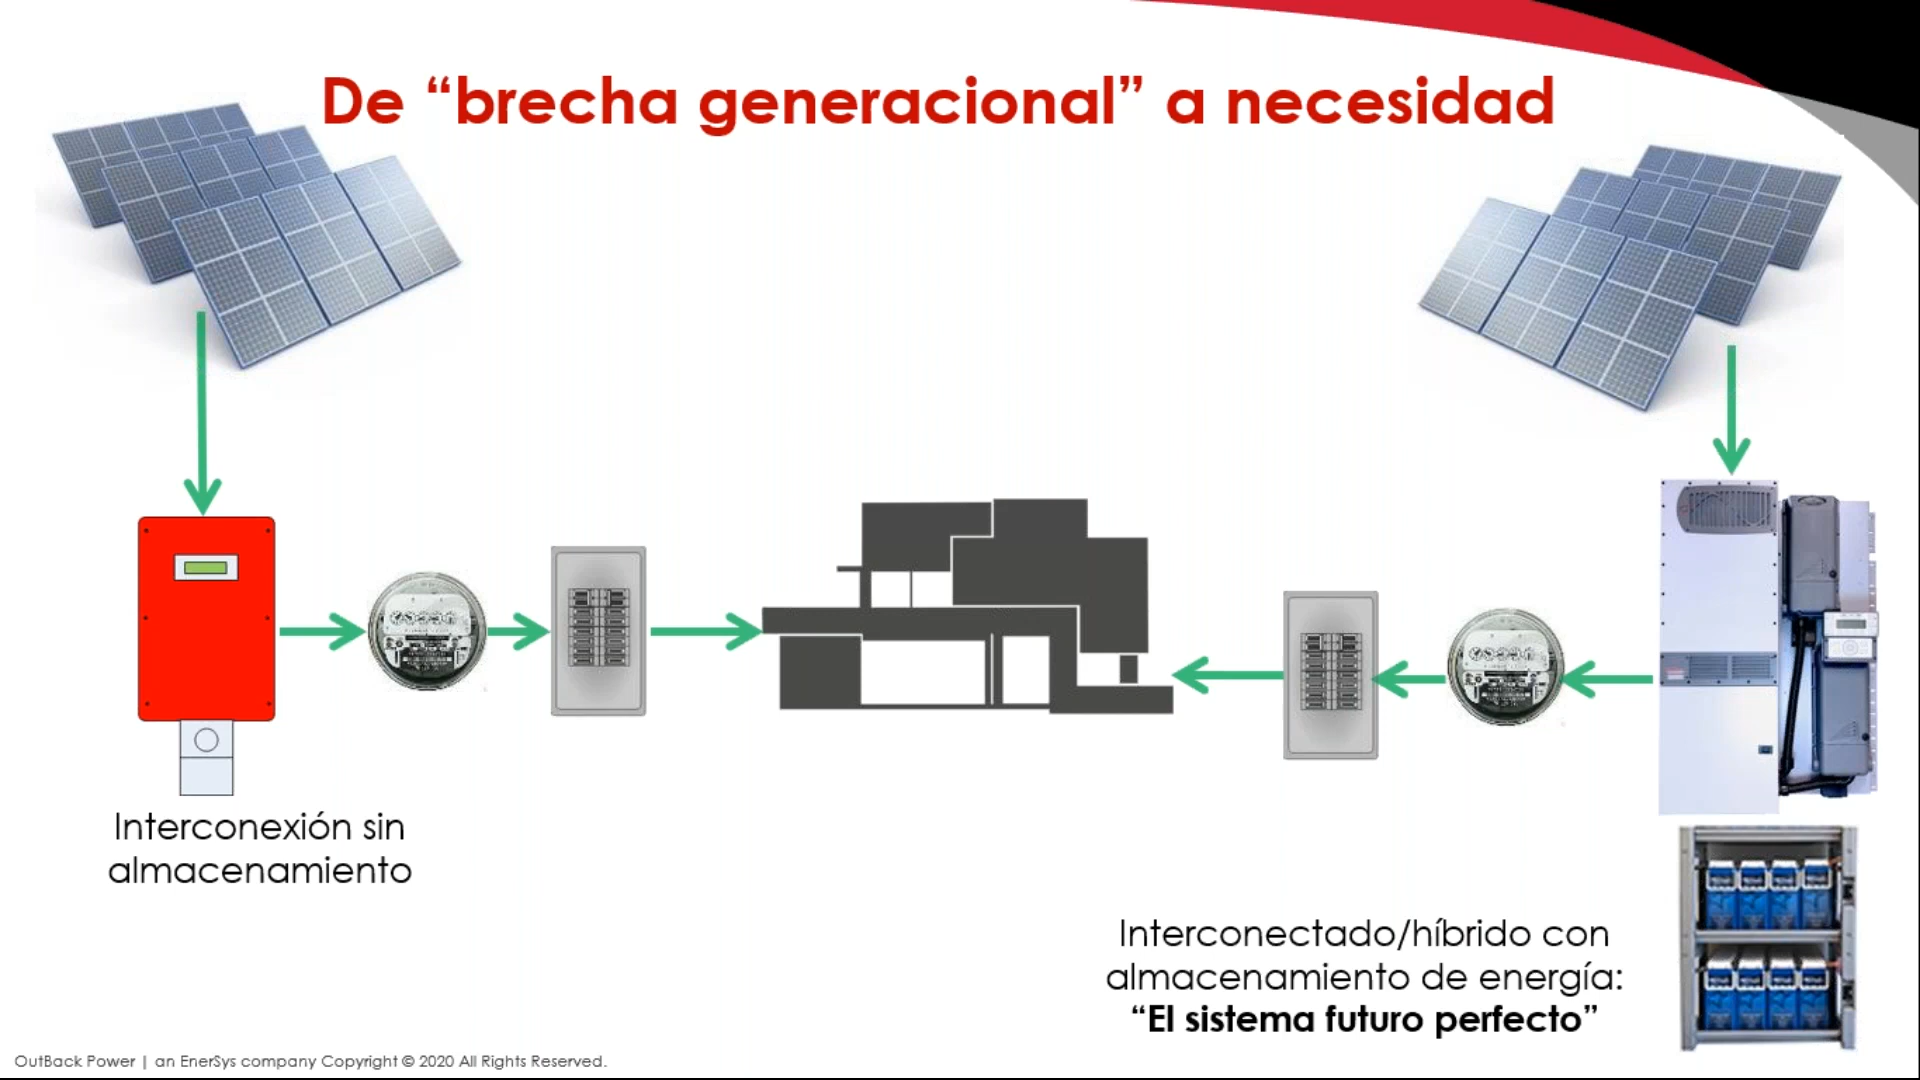 De “brecha generacional” a necesidad
Interconexión sin
almacenamiento
Interconectado/híbrido con
almacenamiento de energía:
“El sistema futuro perfecto”
OutBack Power | an EnerSys company Copyright © 2020 All Rights Reserved.